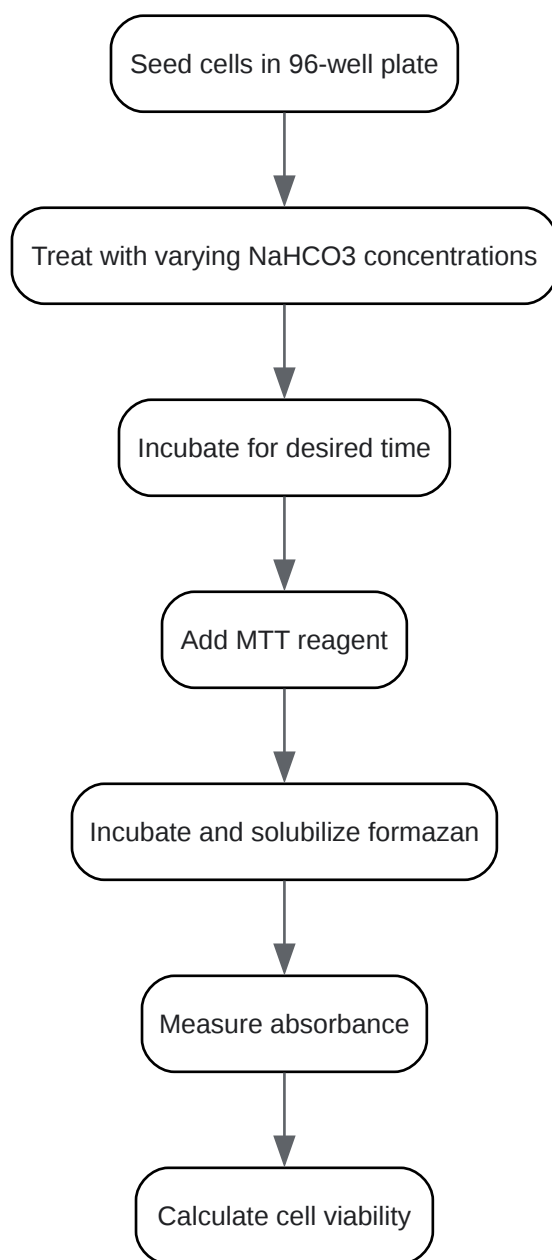 Seed cells in 96-well plate
Treat with varying NaHCO3 concentrations
Incubate for desired time
Add MTT reagent
Incubate and solubilize formazan
Measure absorbance
Calculate cell viability